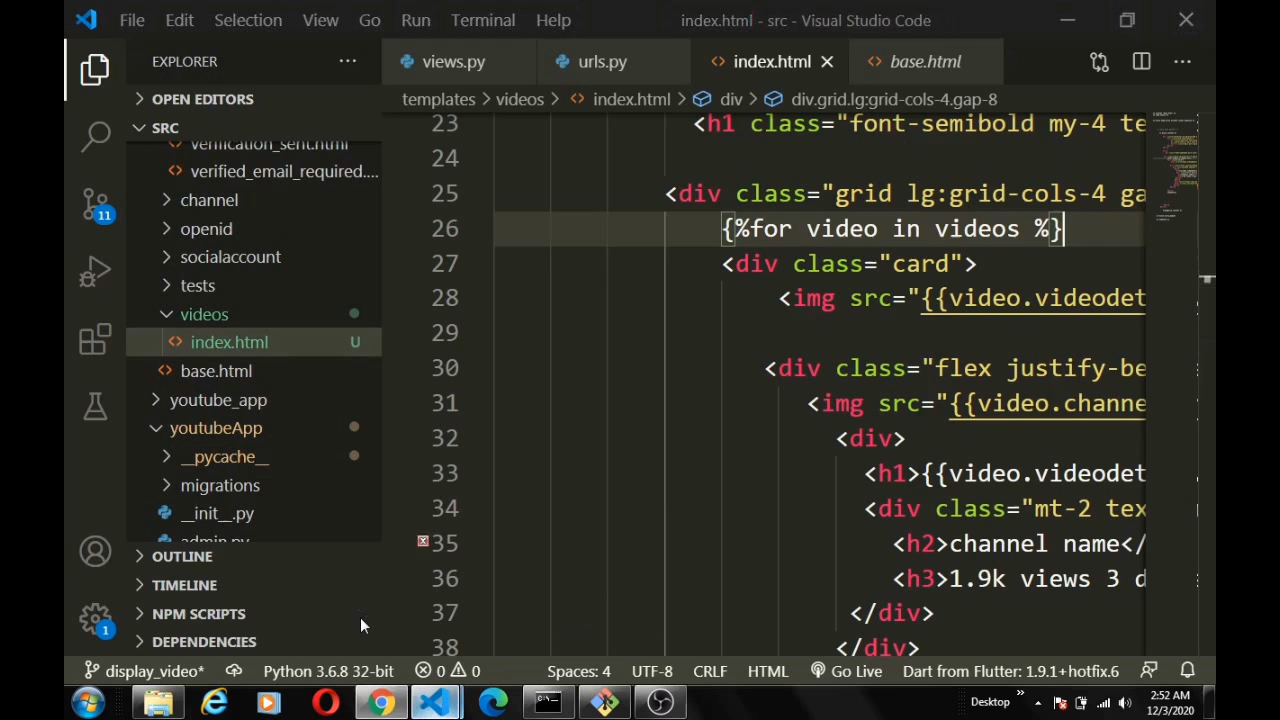 File Edit Selection View Go Run Terminal Help index.html - src - Visual Studio Code
EXPLORER
views.py urls.py index.html base.html
OPEN EDITORS
templates videos index.html div div.grid.lg:grid-cols-4.gap-8
SRC
verification_sent.html
verified_email_required....
channel
openid
socialaccount
tests
videos
index.html U
base.html
youtube_app
youtubeApp
__pycache__
migrations
__init__.py
admin.py
OUTLINE
TIMELINE
NPM SCRIPTS
DEPENDENCIES
11
1
23 <h1 class="font-semibold my-4 te
24
25 <div class="grid lg:grid-cols-4 ga
26 {%for video in videos %}
27 <div class="card">
28 <img src="{{video.videodet
29
30 <div class="flex justify-be
31 <img src="{{video.channe
32 <div>
33 <h1>{{video.videodet
34 <div class="mt-2 tex
35 <h2>channel name</
36 <h3>1.9k views 3 d
37 </div>
38 </div>
display_video* Python 3.6.8 32-bit 0 0 Spaces: 4 UTF-8 CRLF HTML Go Live Dart from Flutter: 1.9.1+hotfix.6
Desktop 2:52 AM
12/3/2020